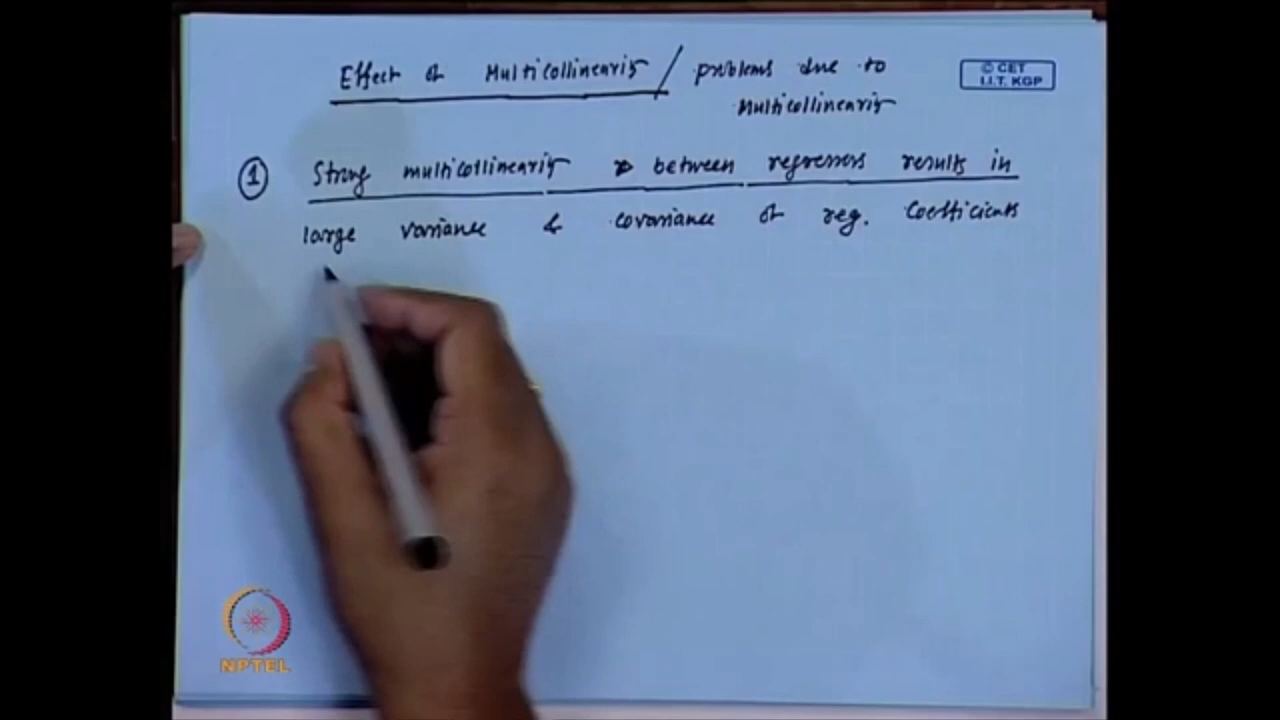 Effect of Multicollinearity / problems due to
Multicollinearity
© CET
I.I.T. KGP
① Strong multicollinearity between regressors results in
large variance & covariance of reg. coefficients
NPTEL